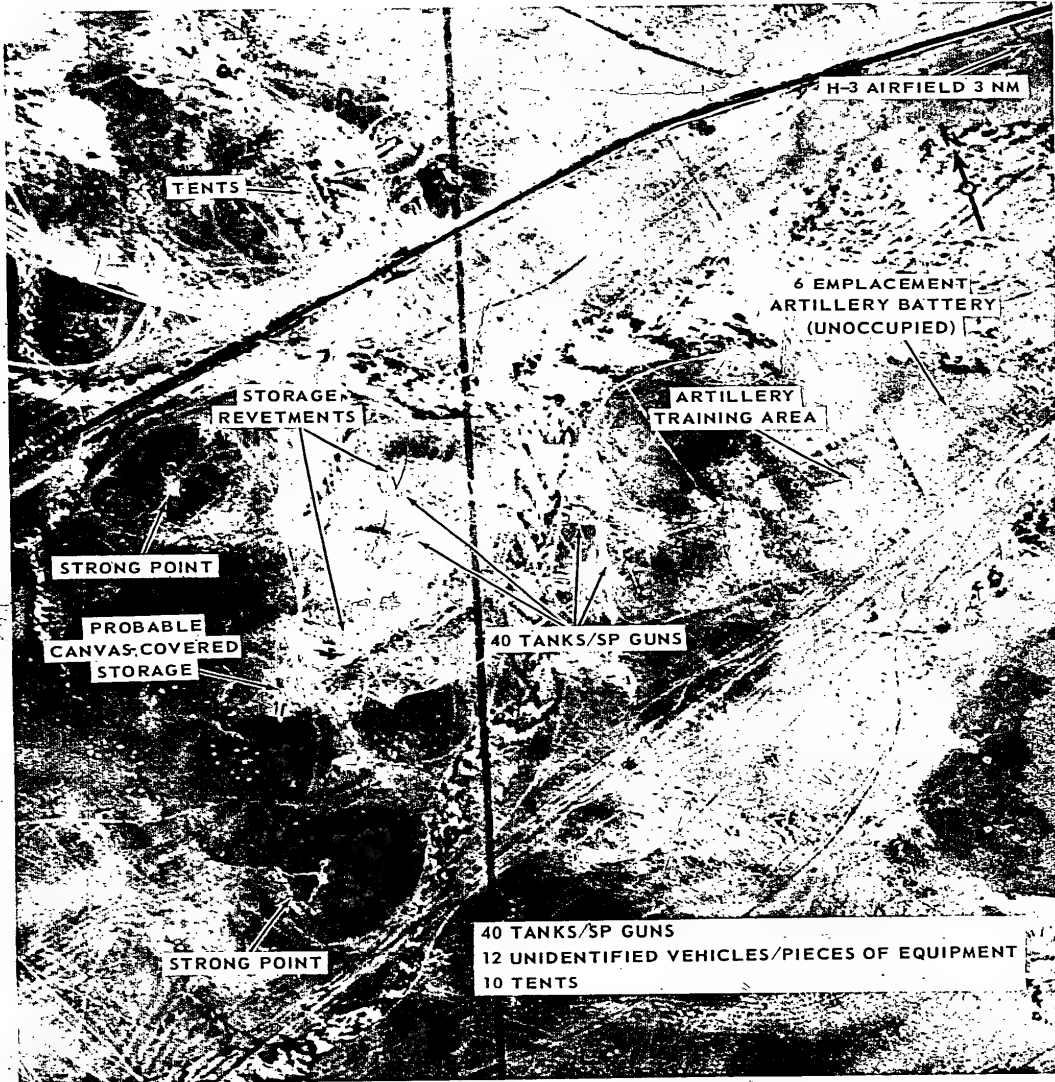 H-3 AIRFIELD 3 NM
TENTS
6 EMPLACEMENT
ARTILLERY BATTERY
(UNOCCUPIED)
STORAGE
REVETMENTS
ARTILLERY
TRAINING AREA
STRONG POINT
PROBABLE
CANVAS-COVERED
STORAGE
40 TANKS/SP GUNS
STRONG POINT
40 TANKS/SP GUNS
12 UNIDENTIFIED VEHICLES/PIECES OF EQUIPMENT
10 TENTS